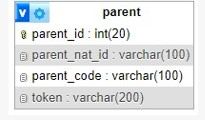 v parent
parent_id : int(20)
parent_nat_id : varchar(100)
parent_code : varchar(100)
token : varchar(200)